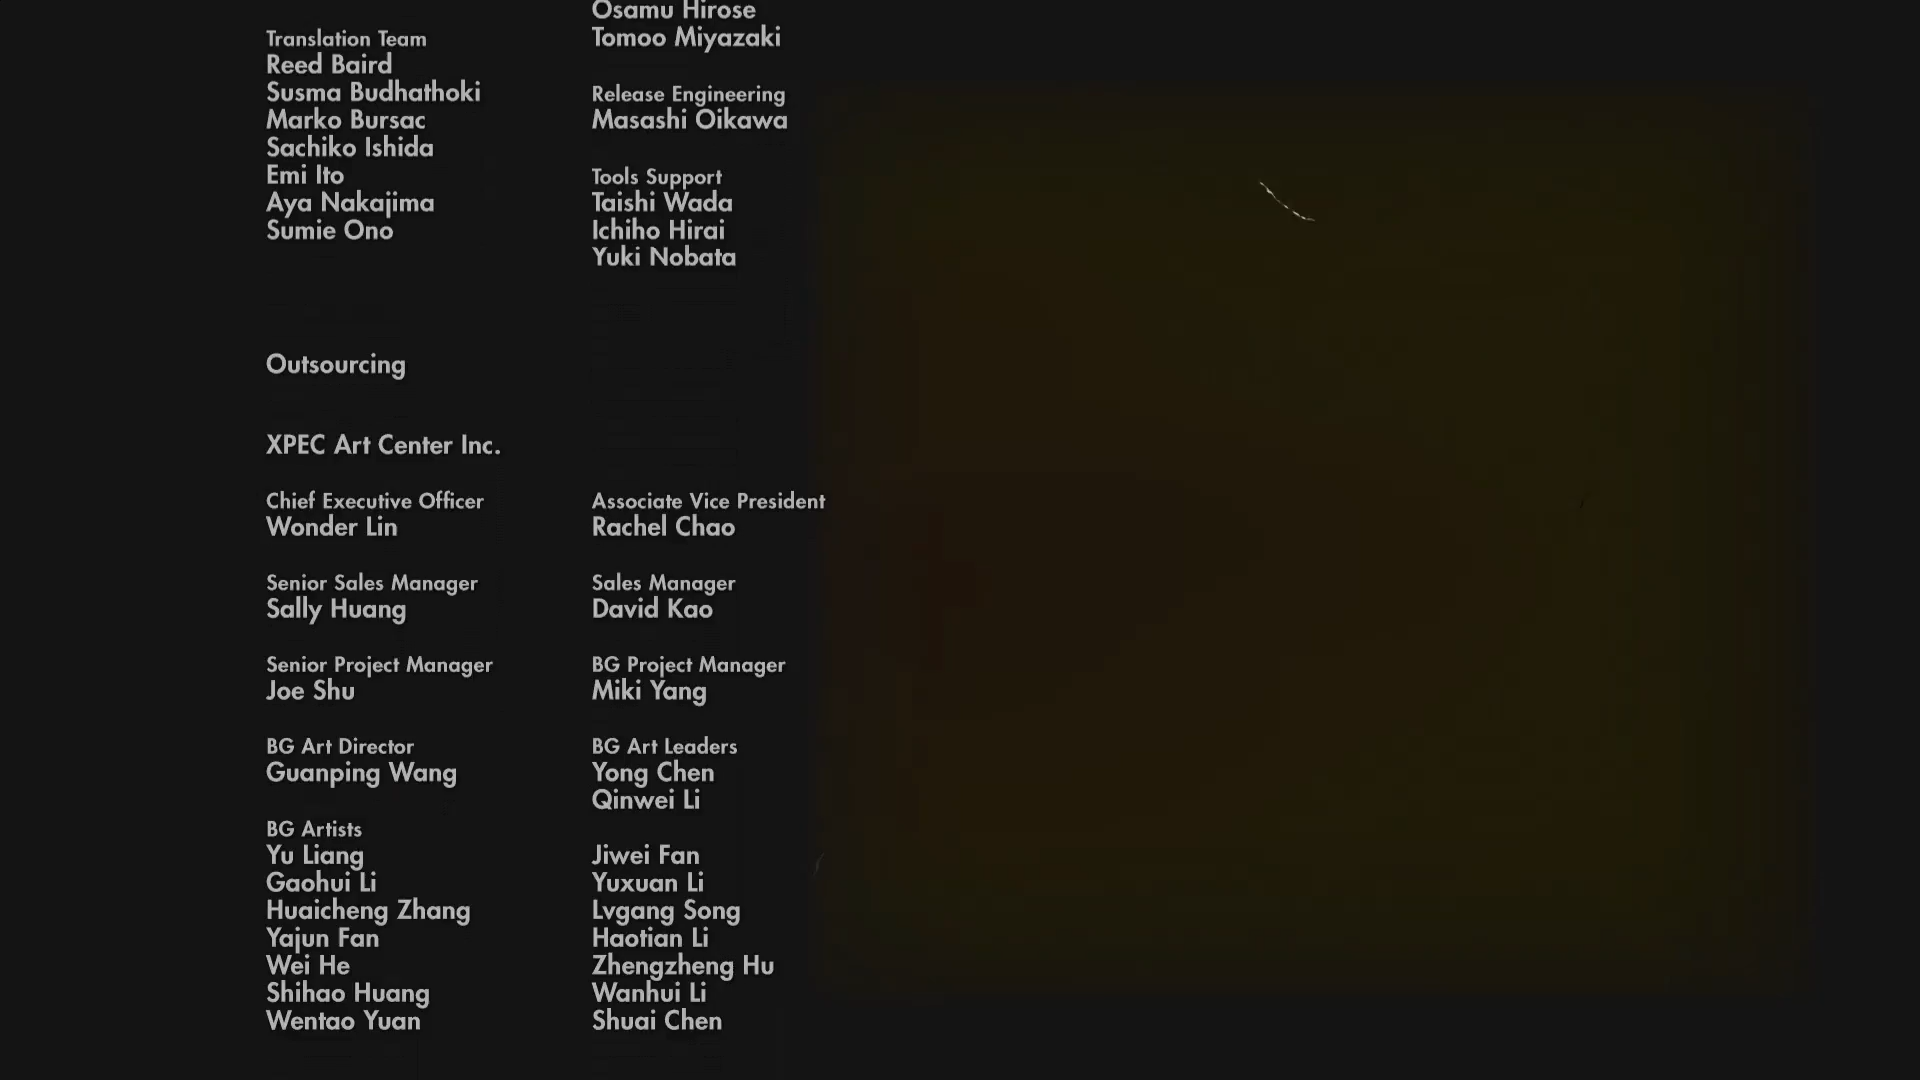 Osamu Hirose
Tomoo Miyazaki
Translation Team
Reed Baird
Susma Budhathoki
Marko Bursac
Sachiko Ishida
Emi Ito
Aya Nakajima
Sumie Ono
Release Engineering
Masashi Oikawa
Tools Support
Taishi Wada
Ichiho Hirai
Yuki Nobata
Outsourcing
XPEC Art Center Inc.
Chief Executive Officer
Wonder Lin
Associate Vice President
Rachel Chao
Senior Sales Manager
Sally Huang
Sales Manager
David Kao
Senior Project Manager
Joe Shu
BG Project Manager
Miki Yang
BG Art Director
Guanping Wang
BG Art Leaders
Yong Chen
Qinwei Li
BG Artists
Yu Liang
Gaohui Li
Huaicheng Zhang
Yajun Fan
Wei He
Shihao Huang
Wentao Yuan
Jiwei Fan
Yuxuan Li
Lvgang Song
Haotian Li
Zhengzheng Hu
Wanhui Li
Shuai Chen